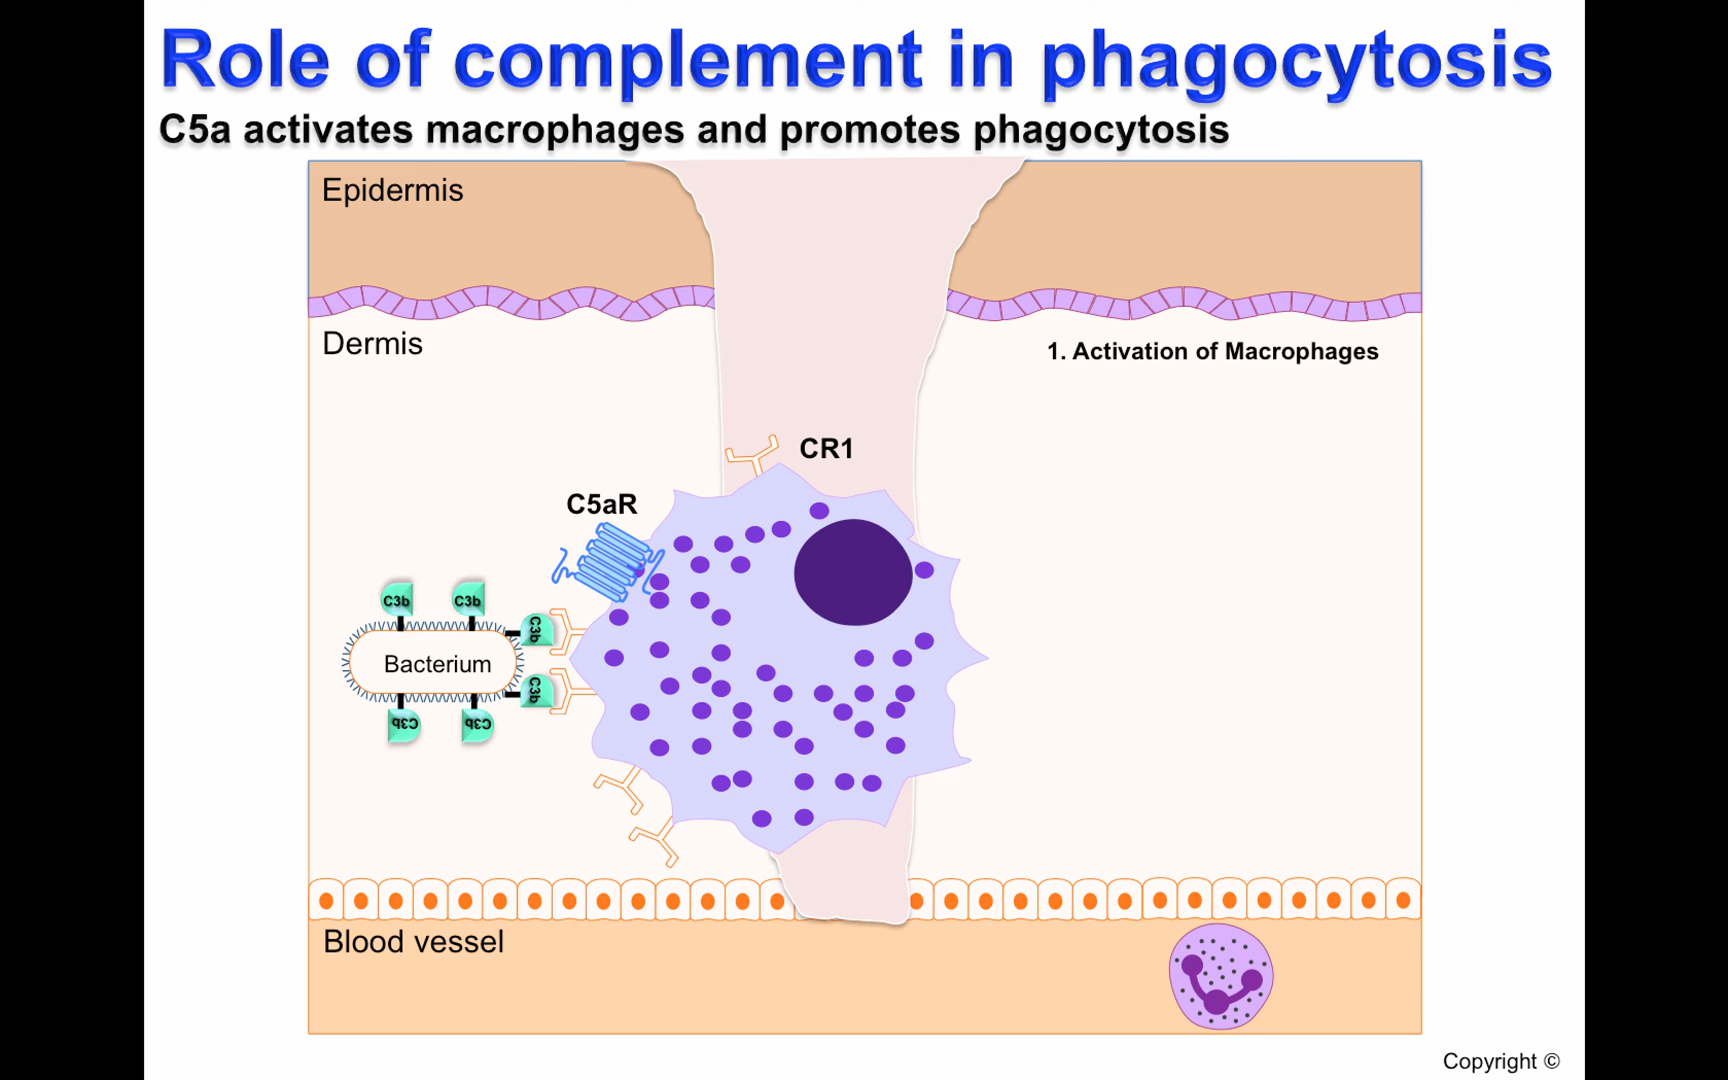 Role of complement in phagocytosis
C5a activates macrophages and promotes phagocytosis
Epidermis
Dermis
1. Activation of Macrophages
CR1
C5aR
C3b
C3b
C3b
Bacterium
C3b
C3b
C3b
Blood vessel
Copyright ©